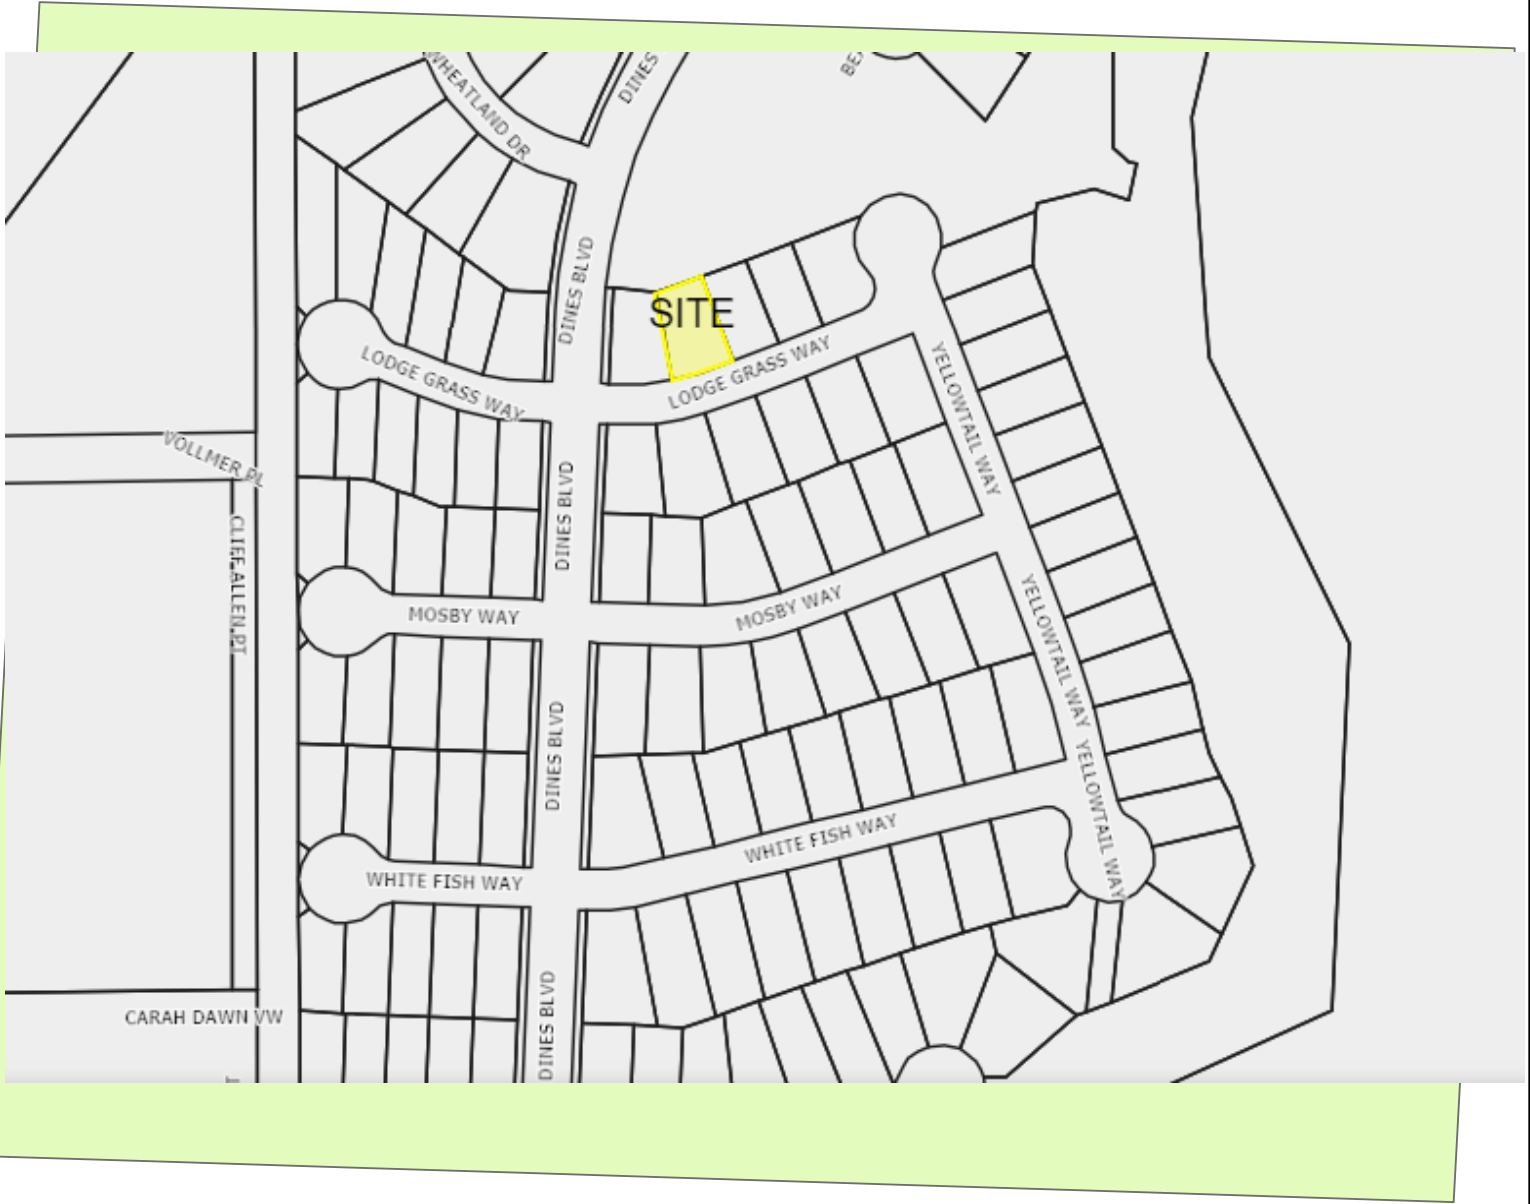 WHEATLAND DR
DINES
BE
DINES BLVD
SITE
LODGE GRASS WAY
LODGE GRASS WAY
YELLOWTAIL WAY
VOLLMER PL
DINES BLVD
CLIFF ALLEN PT
MOSBY WAY
MOSBY WAY
YELLOWTAIL WAY
DINES BLVD
YELLOWTAIL WAY
WHITE FISH WAY
WHITE FISH WAY
CARAH DAWN VW
DINES BLVD
T